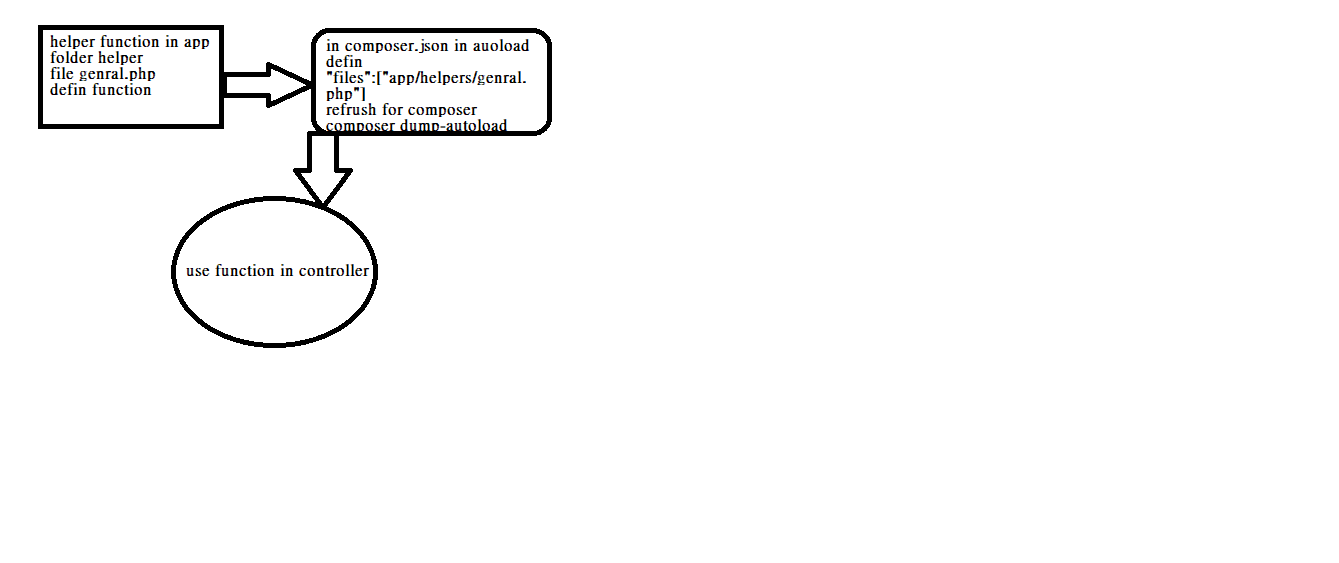 helper function in app
folder helper
file genral.php
defin function
in composer.json in auoload
defin
"files":["app/helpers/genral.
php"]
refrush for composer
composer dump-autoload
use function in controller